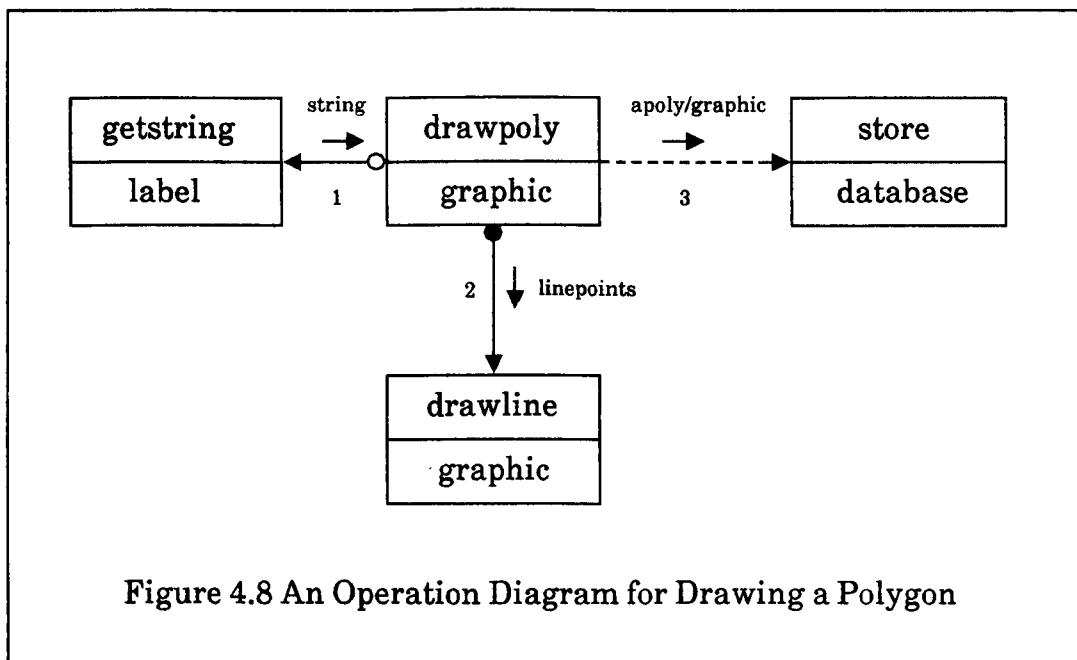 string
apoly/graphic
getstring
drawpoly
store
label
1
graphic
3
database
2
linepoints
drawline
graphic
Figure 4.8 An Operation Diagram for Drawing a Polygon